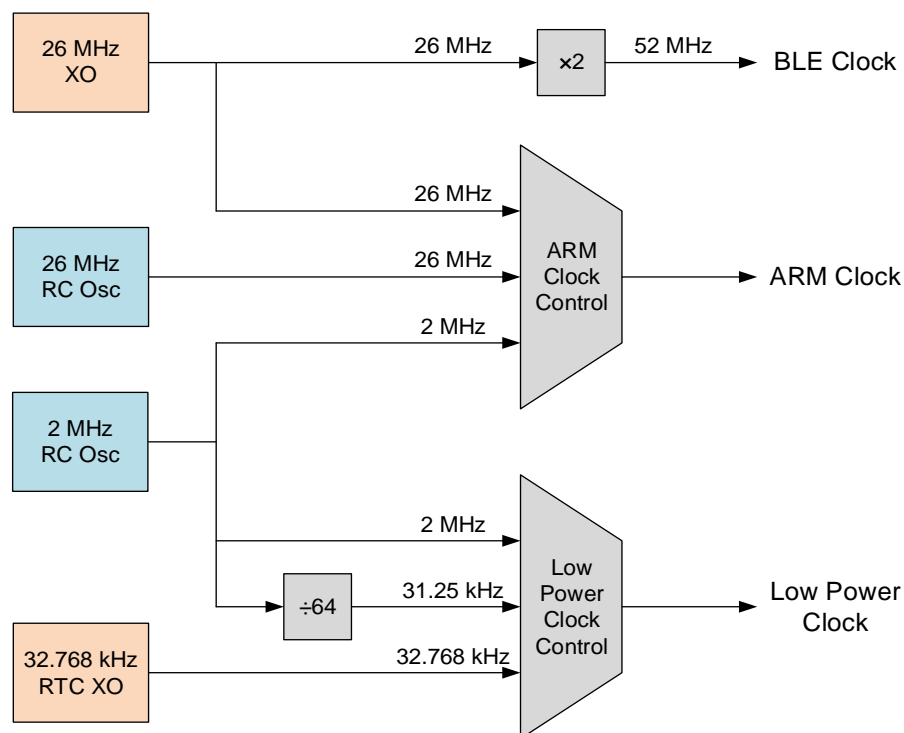 26 MHz
XO
26 MHz
×2
52 MHz
BLE Clock
26 MHz
26 MHz
RC Osc
26 MHz
ARM
Clock
Control
ARM Clock
2 MHz
2 MHz
RC Osc
2 MHz
÷64
31.25 kHz
Low
Power
Clock
Control
Low Power
Clock
32.768 kHz
RTC XO
32.768 kHz